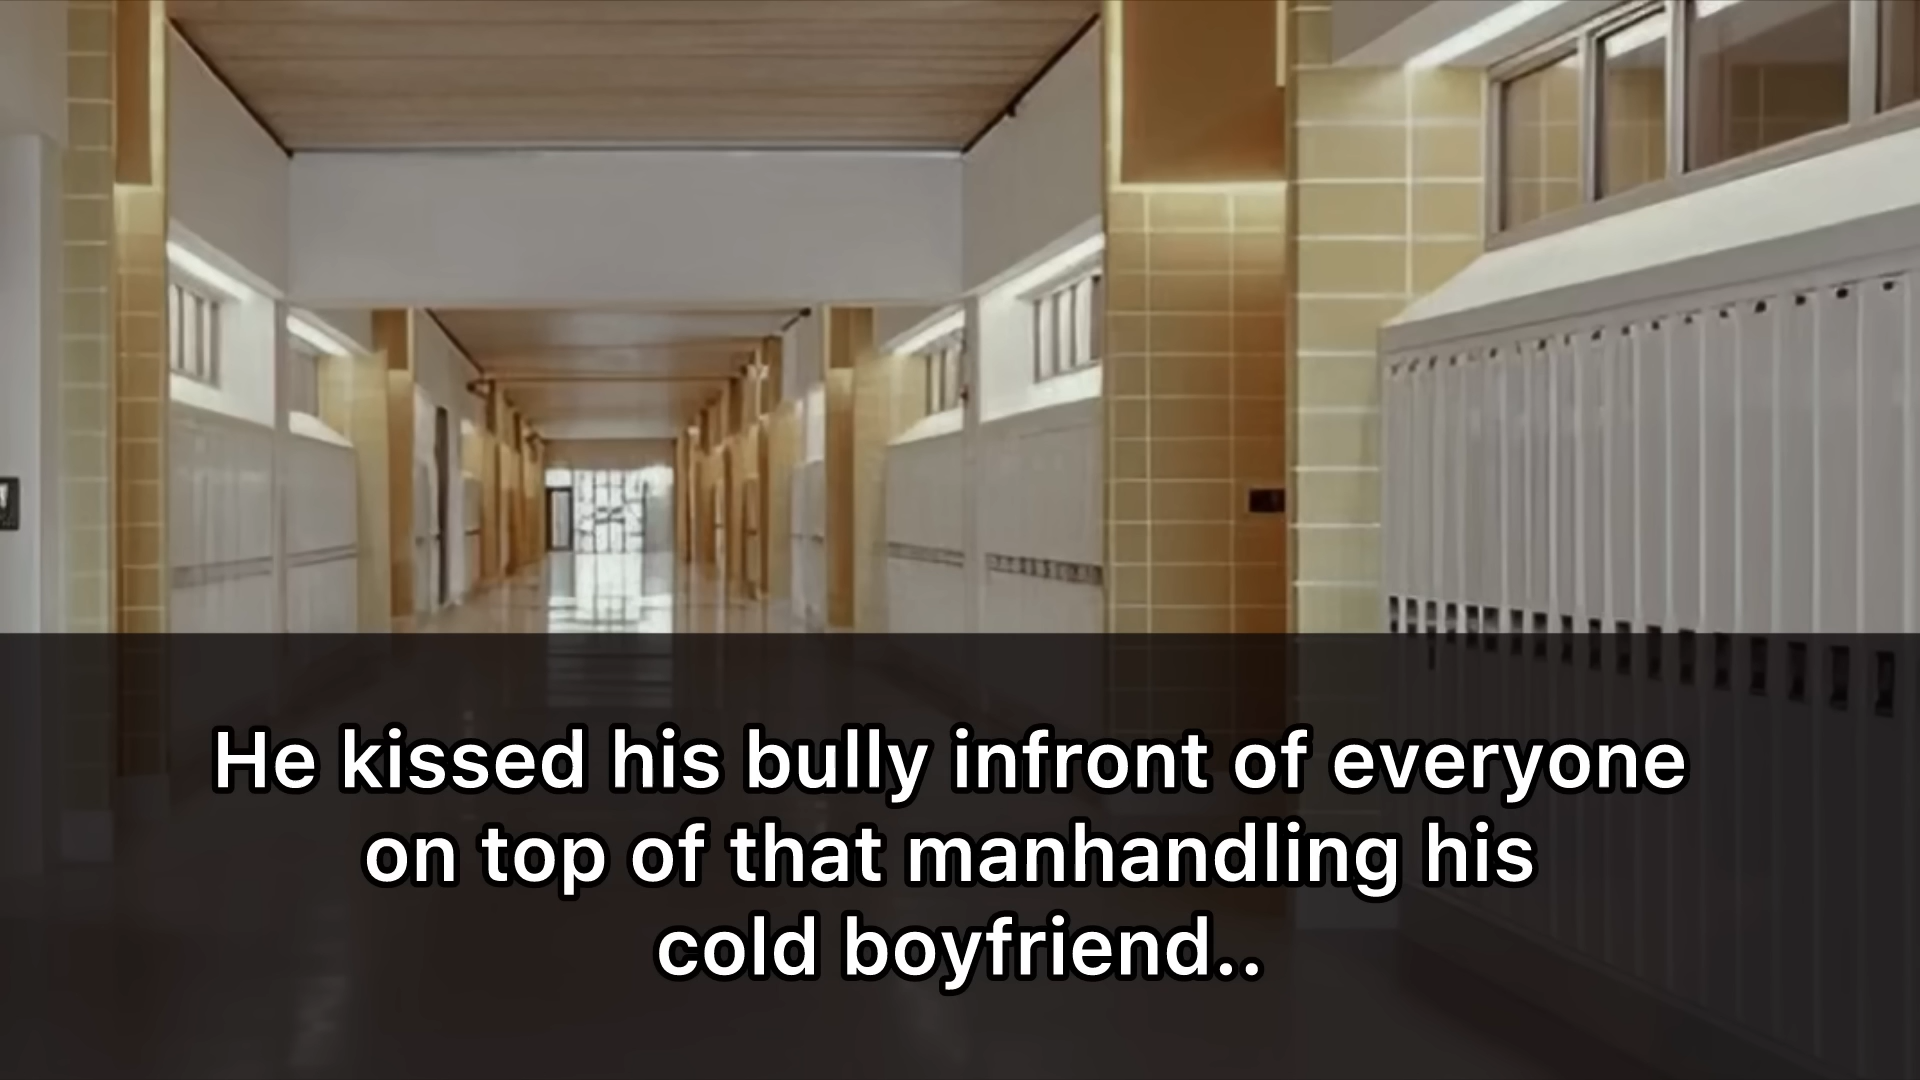 He kissed his bully infront of everyone
on top of that manhandling his
cold boyfriend..